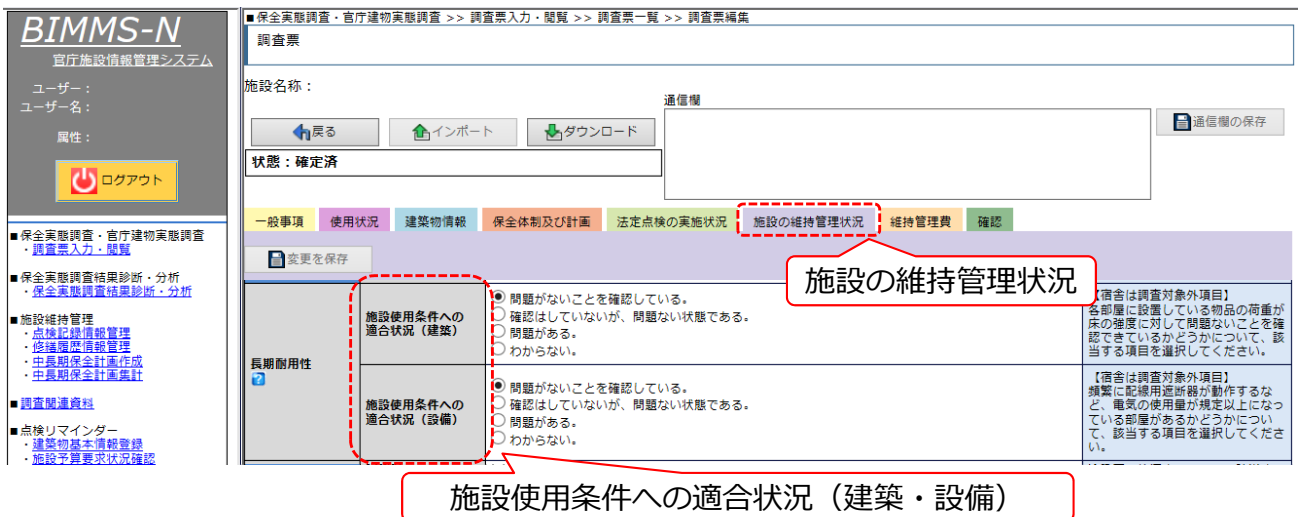 BIMMS-N
官庁施設情報管理システム
ユーザー：
ユーザー名：
属性：
ログアウト
■保全実態調査・官庁建物実態調査
・調査票入力・閲覧
■保全実態調査結果診断・分析
・保全実態調査結果診断・分析
■施設維持管理
・点検記録情報管理
・修繕履歴情報管理
・中長期保全計画作成
・中長期保全計画集計
■調査関連資料
■点検リマインダー
・建築物基本情報登録
・施設予算要求状況確認
■保全実態調査・官庁建物実態調査 >> 調査票入力・閲覧 >> 調査票一覧 >> 調査票編集
調査票
施設名称：
通信欄
戻る
インポート
ダウンロード
通信欄の保存
状態：確定済
一般事項
使用状況
建築物情報
保全体制及び計画
法定点検の実施状況
施設の維持管理状況
維持管理費
確認
変更を保存
施設の維持管理状況
長期耐用性
施設使用条件への
適合状況（建築）
問題がないことを確認している。
確認はしていないが、問題ない状態である。
問題がある。
わからない。
【宿舎は調査対象外項目】
各部屋に設置している物品の荷重が
床の強度に対して問題ないことを確
認できているかどうかについて、該
当する項目を選択してください。
施設使用条件への
適合状況（設備）
問題がないことを確認している。
確認はしていないが、問題ない状態である。
問題がある。
わからない。
【宿舎は調査対象外項目】
頻繁に配線用遮断器が動作するな
ど、電気の使用量が規定以上になっ
ている部屋があるかどうかについ
て、該当する項目を選択してくださ
い。
施設使用条件への適合状況（建築・設備）